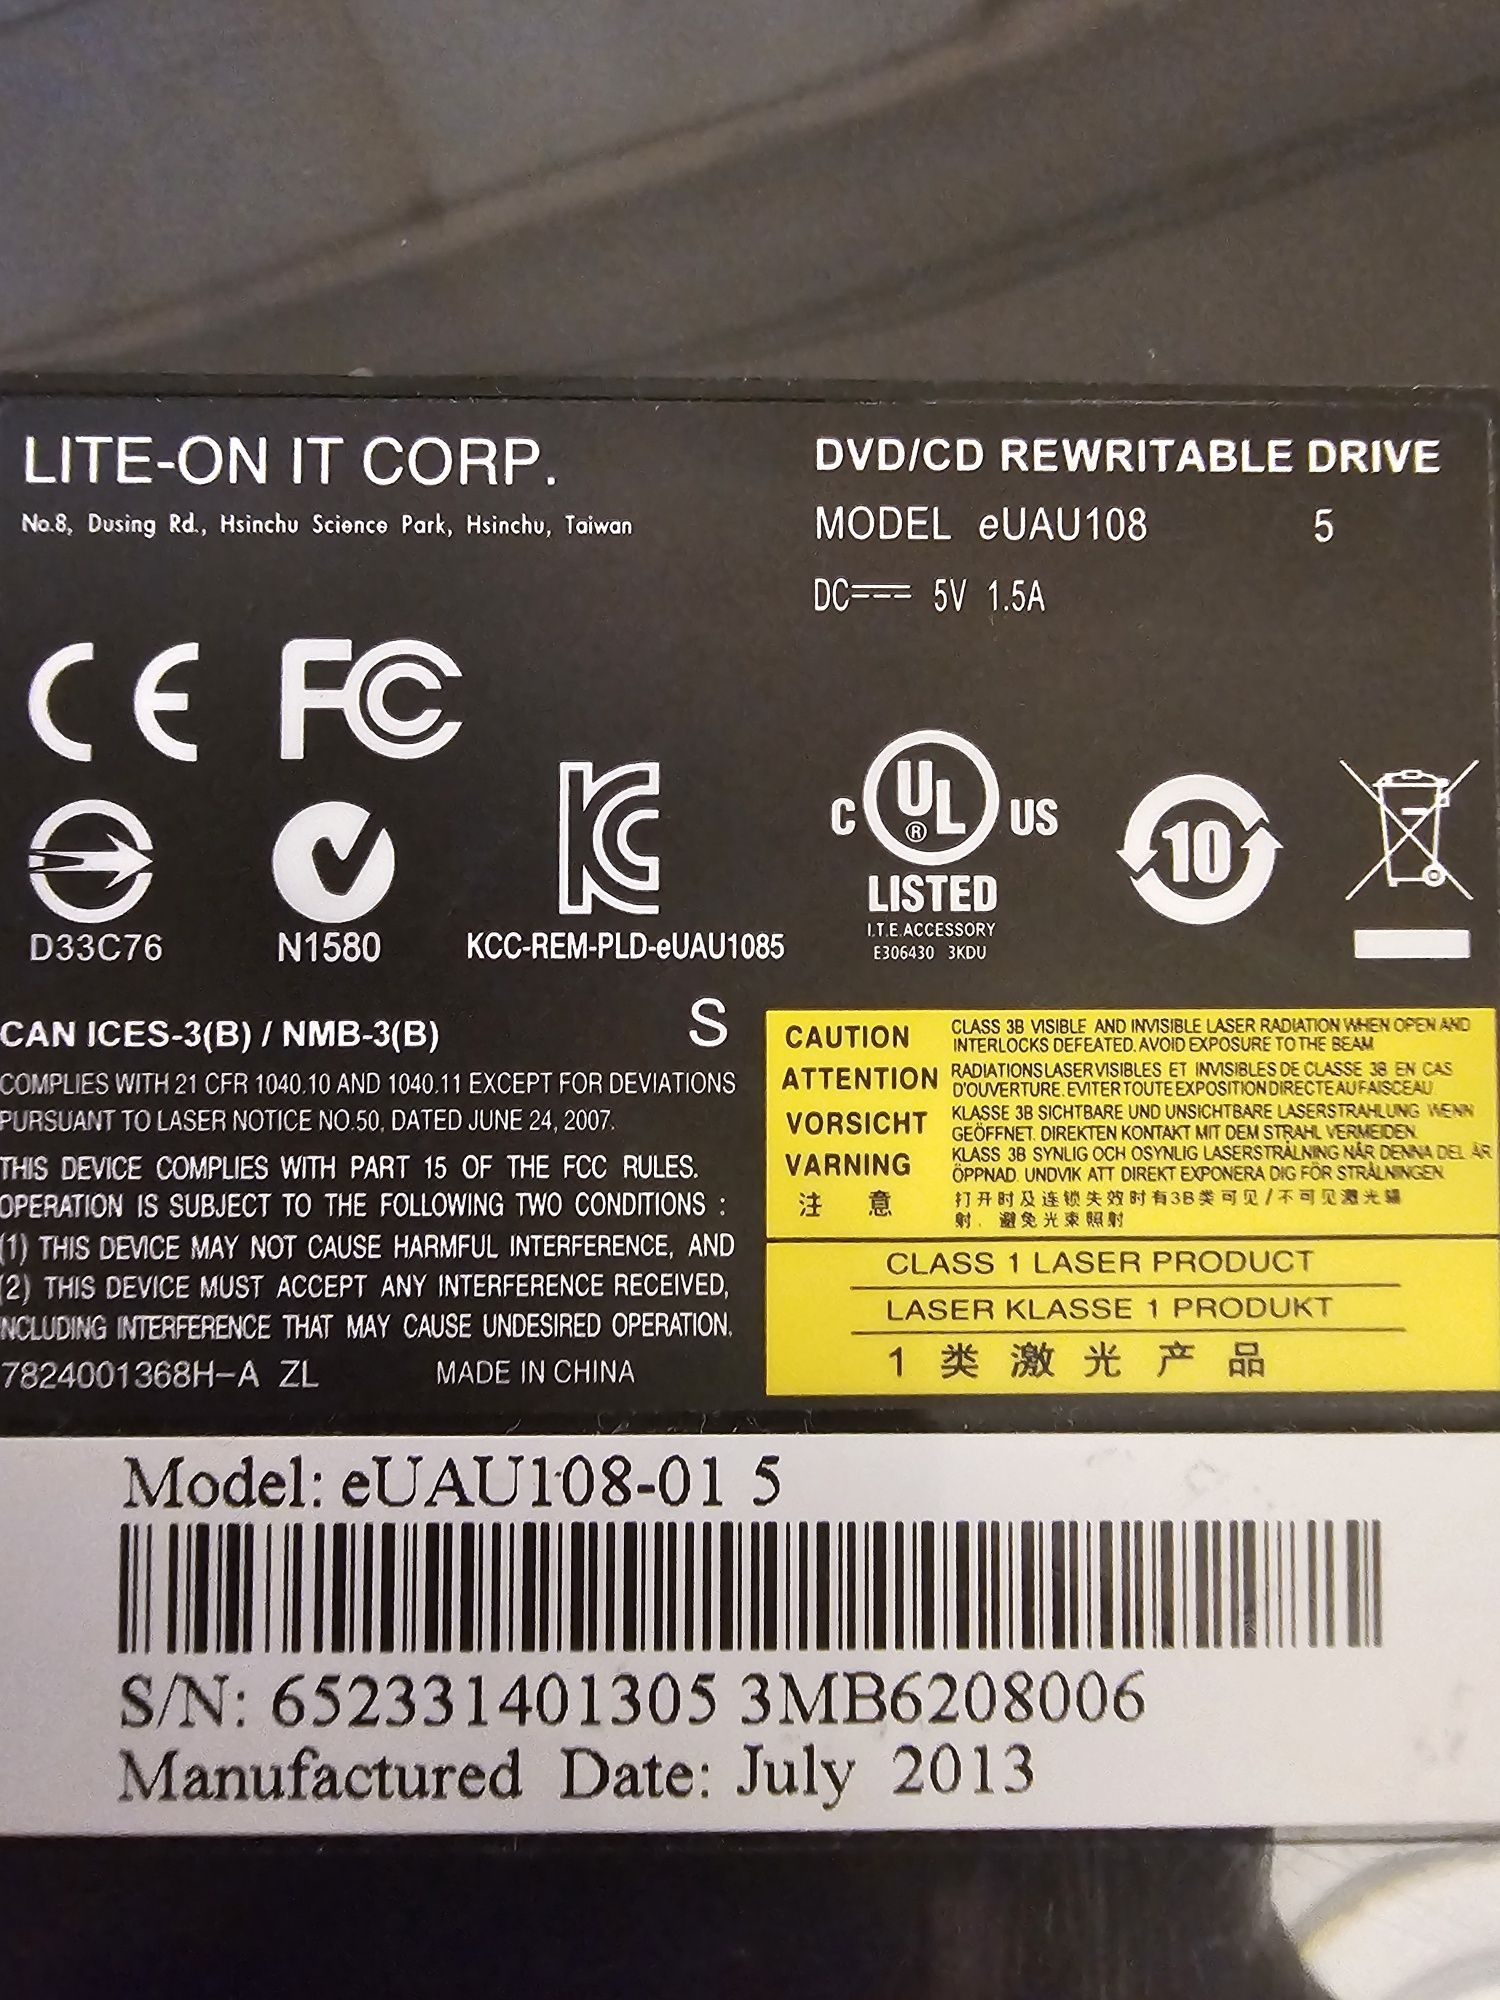 LITE-ON IT CORP.
No.8, Dusing Rd., Hsinchu Science Park, Hsinchu, Taiwan
DVD/CD REWRITABLE DRIVE
MODEL eUAU108 5
DC 5V 1.5A
CE FC
D33C76
N1580
KCC-REM-PLD-eUAU1085
C UL ® US
LISTED
I.T.E.ACCESSORY
E306430 3KDU
10
S
CAN ICES-3(B) / NMB-3(B)
COMPLIES WITH 21 CFR 1040.10 AND 1040.11 EXCEPT FOR DEVIATIONS
PURSUANT TO LASER NOTICE NO.50, DATED JUNE 24, 2007.
THIS DEVICE COMPLIES WITH PART 15 OF THE FCC RULES.
OPERATION IS SUBJECT TO THE FOLLOWING TWO CONDITIONS :
(1) THIS DEVICE MAY NOT CAUSE HARMFUL INTERFERENCE, AND
(2) THIS DEVICE MUST ACCEPT ANY INTERFERENCE RECEIVED,
INCLUDING INTERFERENCE THAT MAY CAUSE UNDESIRED OPERATION.
7824001368H-A ZL MADE IN CHINA
CAUTION CLASS 3B VISIBLE AND INVISIBLE LASER RADIATION WHEN OPEN AND
INTERLOCKS DEFEATED. AVOID EXPOSURE TO THE BEAM
ATTENTION RADIATIONS LASER VISIBLES ET INVISIBLES DE CLASSE 3B EN CAS
D'OUVERTURE. EVITER TOUTE EXPOSITION DIRECTE AU FAISCEAU
VORSICHT KLASSE 3B SICHTBARE UND UNSICHTBARE LASERSTRAHLUNG WENN
GEÖFFNET. DIREKTEN KONTAKT MIT DEM STRAHL VERMEIDEN.
VARNING KLASS 3B SYNLIG OCH OSYNLIG LASERSTRÅLNING NÅR DENNA DEL ÅR
ÖPPNAD. UNDVIK ATT DIREKT EXPONERA DIG FÖR STRÅLNINGEN.
注 意 打开时及连锁失效时有3B类可见/不可见激光辐
射．避免光束照射
CLASS 1 LASER PRODUCT
LASER KLASSE 1 PRODUKT
1 类 激 光 产 品
Model: eUAU108-01 5
S/N: 652331401305 3MB6208006
Manufactured Date: July 2013